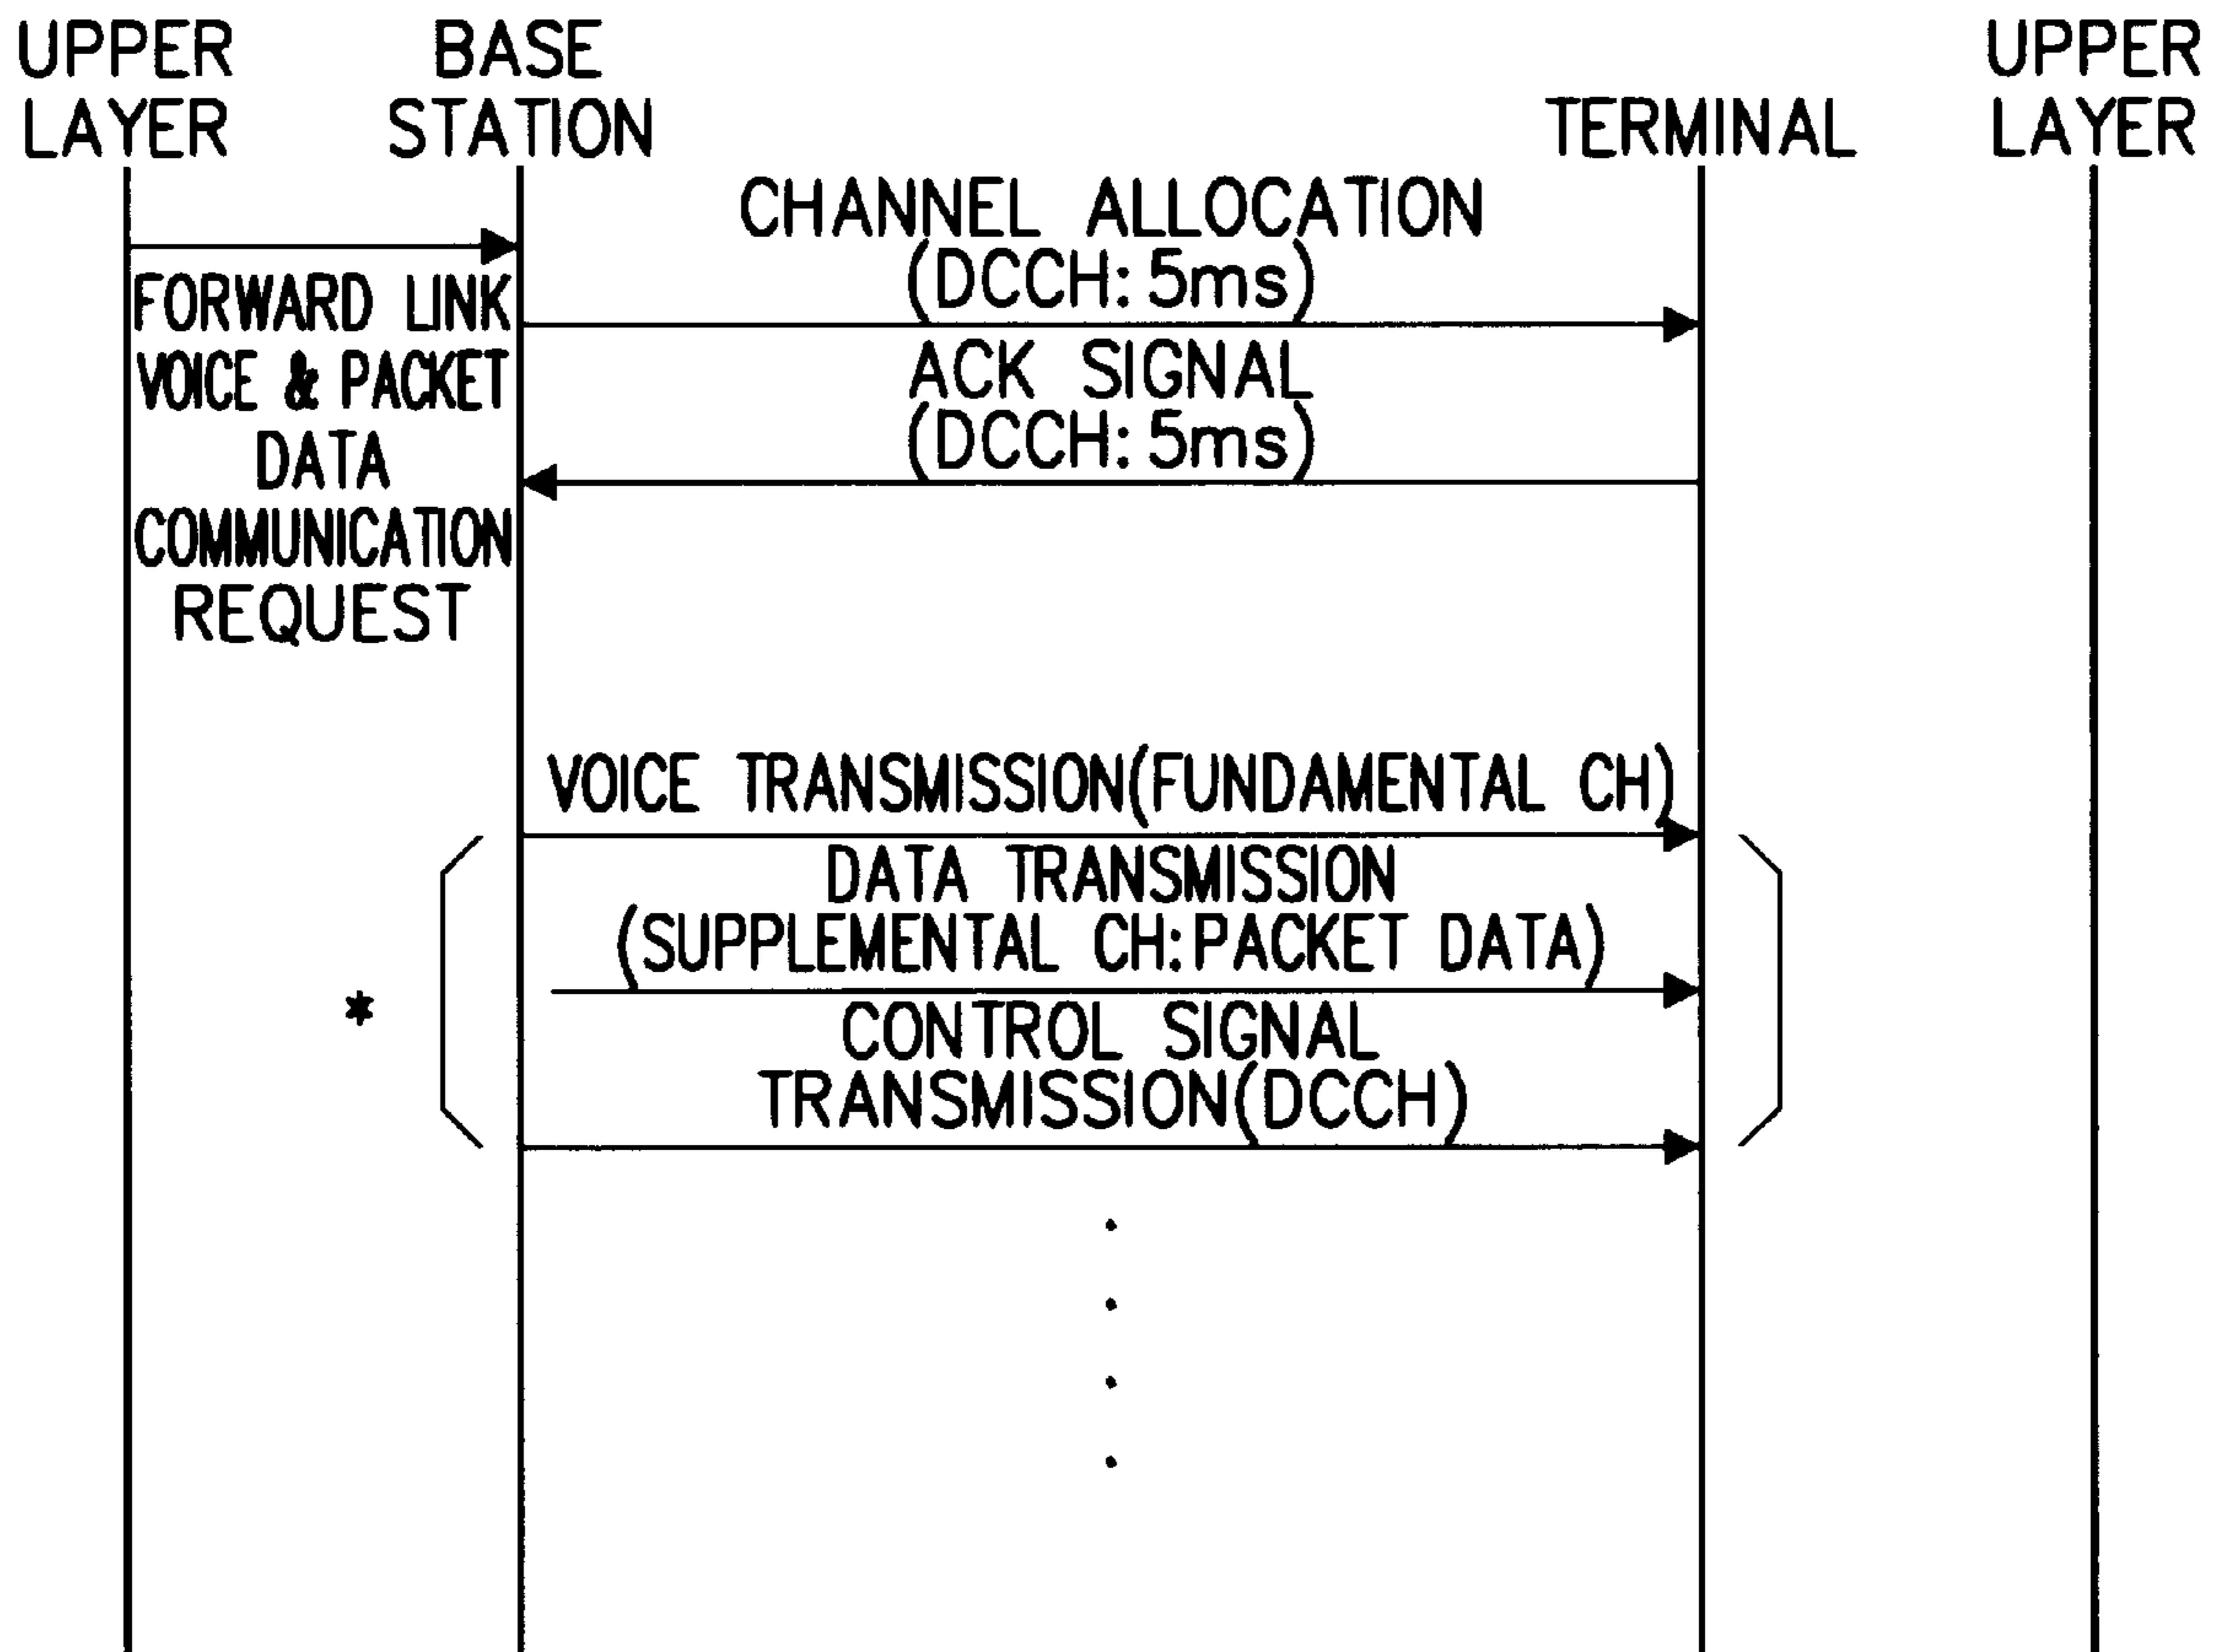 UPPER
LAYER
BASE
STATION
TERMINAL
UPPER
LAYER
CHANNEL ALLOCATION
(DCCH: 5ms)
FORWARD LINK
VOICE & PACKET
DATA
COMMUNICATION
REQUEST
ACK SIGNAL
(DCCH: 5ms)
VOICE TRANSMISSION(FUNDAMENTAL CH)
DATA TRANSMISSION
(SUPPLEMENTAL CH:PACKET DATA)
*
CONTROL SIGNAL
TRANSMISSION(DCCH)